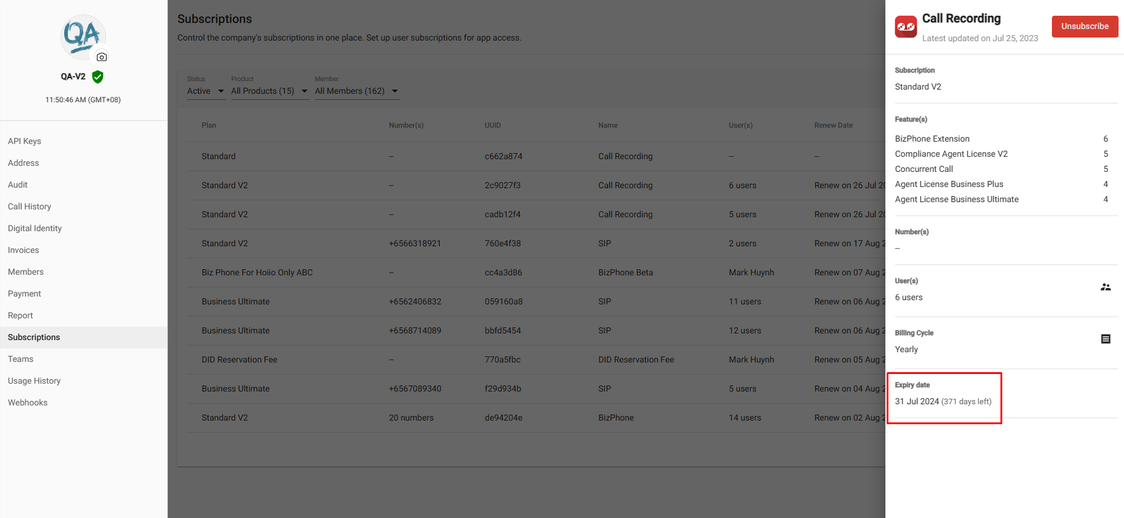 QA
QA-V2
11:50:46 AM (GMT+08)
API Keys
Address
Audit
Call History
Digital Identity
Invoices
Members
Payment
Report
Subscriptions
Teams
Usage History
Webhooks
Subscriptions
Control the company's subscriptions in one place. Set up user subscriptions for app access.
Status Product Member
Active All Products (15) All Members (162)
Plan Number(s) UUID Name User(s) Renew Date
Standard -- c662a874 Call Recording -- --
Standard V2 -- 2c9027f3 Call Recording 6 users Renew on 26 Jul 20
Standard V2 -- cadb12f4 Call Recording 5 users Renew on 26 Jul 20
Standard V2 +6566318921 760e4f38 SIP 2 users Renew on 17 Aug 2
Biz Phone For Hoiio Only ABC -- cc4a3d86 BizPhone Beta Mark Huynh Renew on 07 Aug 2
Business Ultimate +6562406832 059160a8 SIP 11 users Renew on 06 Aug 2
Business Ultimate +6568714089 bbfd5454 SIP 12 users Renew on 06 Aug 2
DID Reservation Fee -- 770a5fbc DID Reservation Fee Mark Huynh Renew on 05 Aug 2
Business Ultimate +6567089340 f29d934b SIP 5 users Renew on 04 Aug 2
Standard V2 20 numbers de94204e BizPhone 14 users Renew on 02 Aug 2
Call Recording
Latest updated on Jul 25, 2023
Unsubscribe
Subscription
Standard V2
Feature(s)
BizPhone Extension 6
Compliance Agent License V2 5
Concurrent Call 5
Agent License Business Plus 4
Agent License Business Ultimate 4
Number(s)
--
User(s)
6 users
Billing Cycle
Yearly
Expiry date
31 Jul 2024 (371 days left)